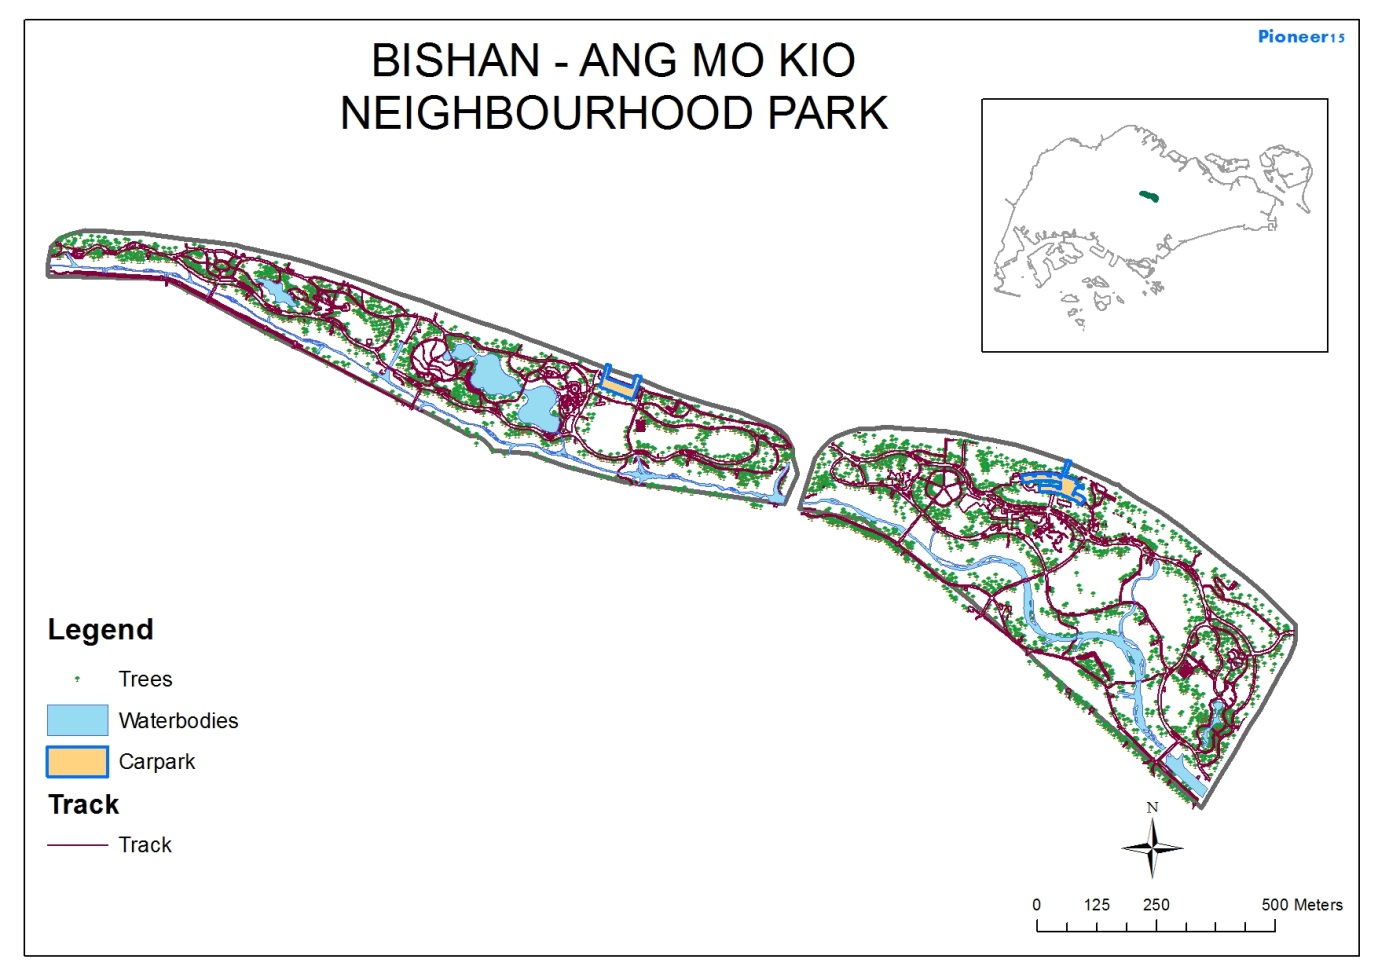 Pioneer15
BISHAN - ANG MO KIO
NEIGHBOURHOOD PARK
Legend
Trees
Waterbodies
Carpark
Track
Track
N
0 125 250 500 Meters